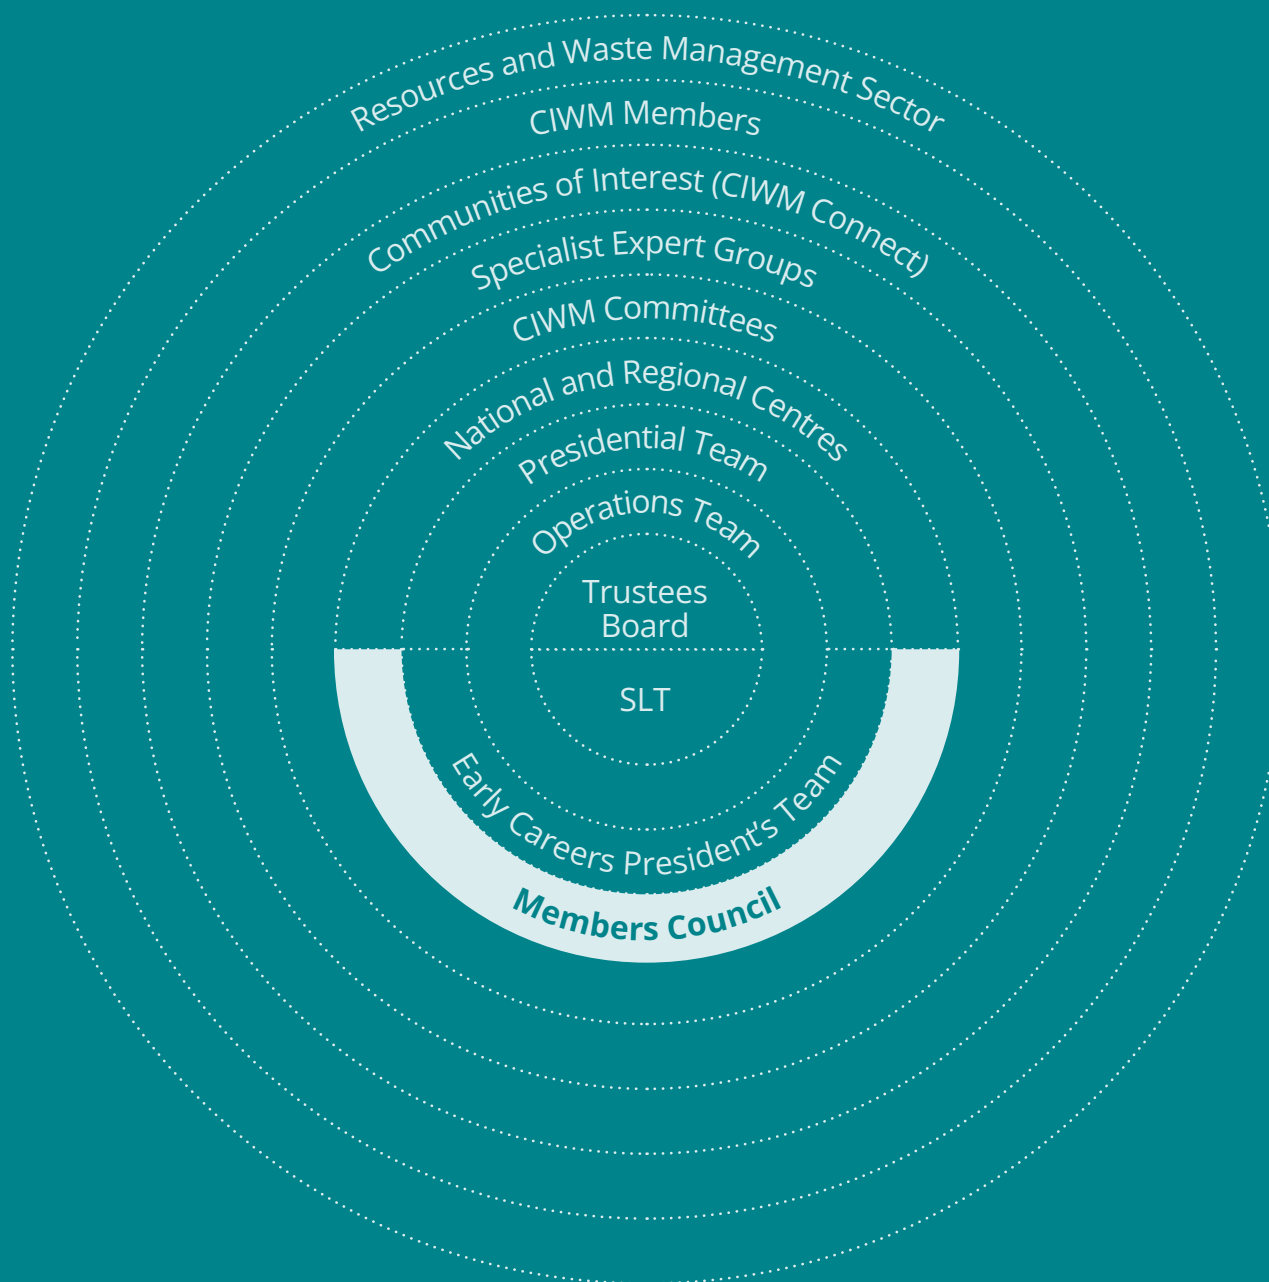 Resources and Waste Management Sector
CIWM Members
Communities of Interest (CIWM Connect)
Specialist Expert Groups
CIWM Committees
National and Regional Centres
Presidential Team
Operations Team
Trustees
Board
SLT
Early Careers President’s Team
Members Council